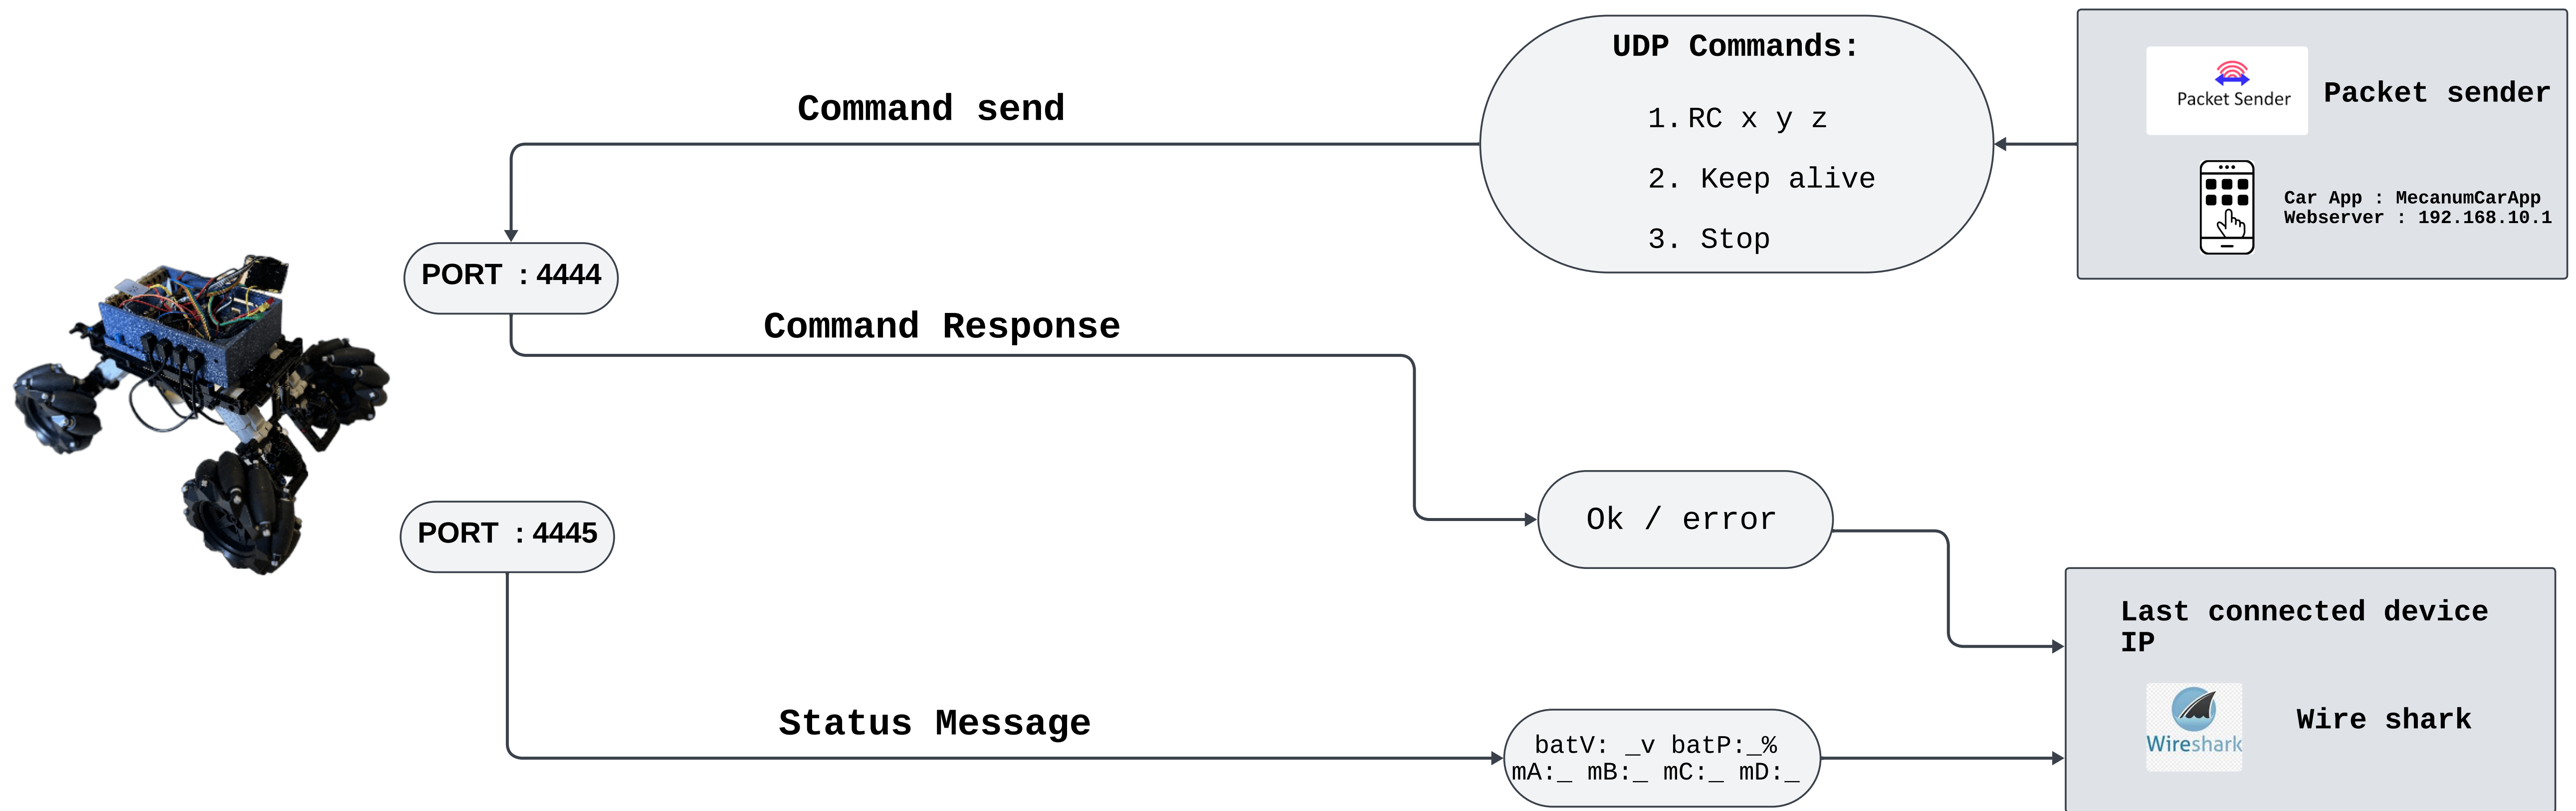 UDP Commands:
1. RC x y z
2. Keep alive
3. Stop
Packet Sender
Packet sender
Car App : MecanumCarApp
Webserver : 192.168.10.1
Command send
PORT : 4444
Command Response
PORT : 4445
Ok / error
Last connected device
IP
Wireshark
Wire shark
Status Message
batV: _v batP:_%
mA:_ mB:_ mC:_ mD:_